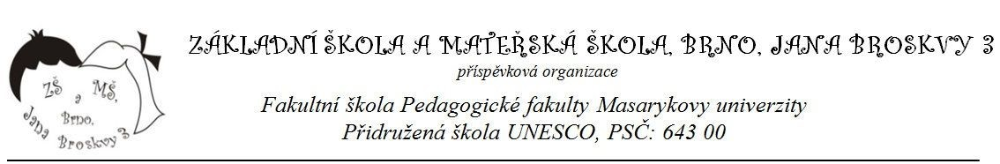 ZŠ MŠ,
a
Brno,
Jana Broskvy 3
ZÁKLADNÍ ŠKOLA A MATEŘSKÁ ŠKOLA, BRNO, JANA BROSKVY 3
příspěvková organizace
Fakultní škola Pedagogické fakulty Masarykovy univerzity
Přidružená škola UNESCO, PSČ: 643 00